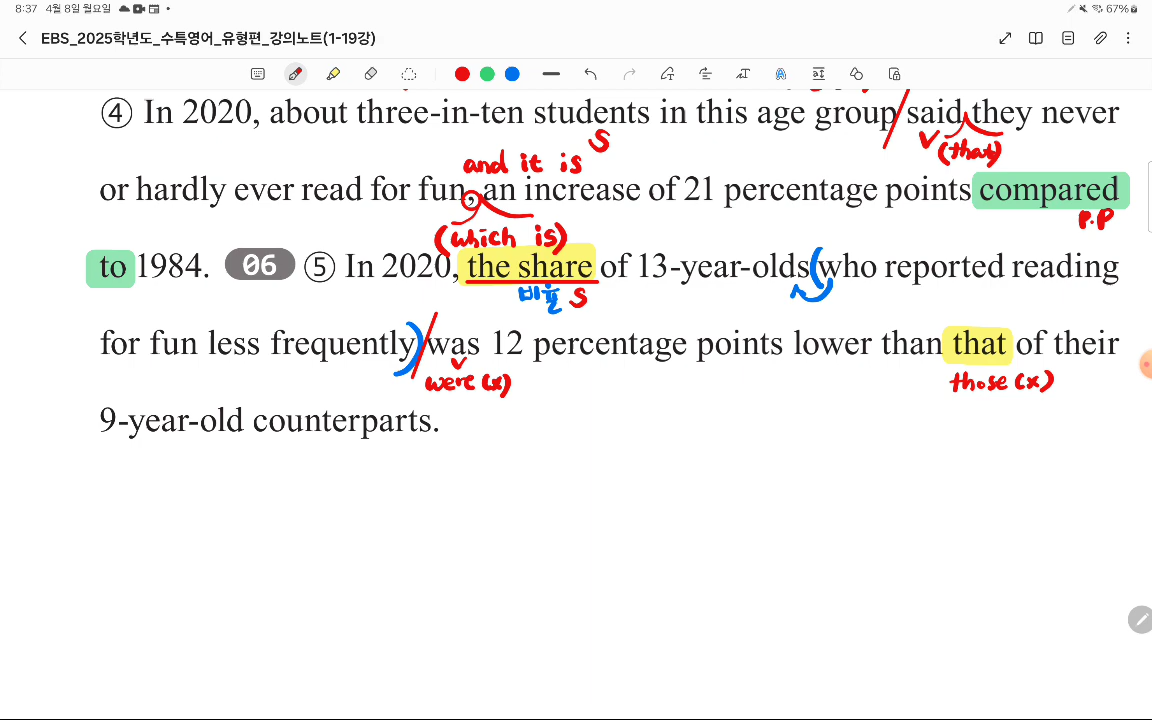 8:37 4월 8일 월요일
67%
EBS_2025학년도_수특영어_유형편_강의노트(1-19강)
④ In 2020, about three-in-ten students in this age group/said they never
s v (that)
and it is
or hardly ever read for fun, an increase of 21 percentage points compared
(which is) P.P
to 1984. 06 ⑤ In 2020, the share of 13-year-olds (who reported reading
비율 s
for fun less frequently)/was 12 percentage points lower than that of their
v
were (x) those (x)
9-year-old counterparts.